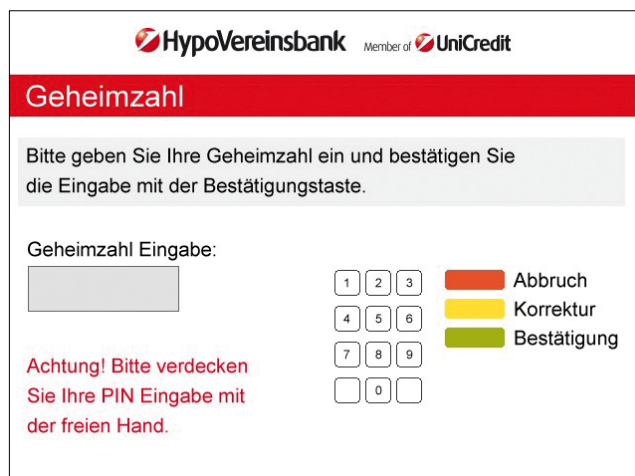 HypoVereinsbank Member of UniCredit
Geheimzahl
Bitte geben Sie Ihre Geheimzahl ein und bestätigen Sie
die Eingabe mit der Bestätigungstaste.
Geheimzahl Eingabe:
Achtung! Bitte verdecken
Sie Ihre PIN Eingabe mit
der freien Hand.
1 2 3
4 5 6
7 8 9
0
Abbruch
Korrektur
Bestätigung